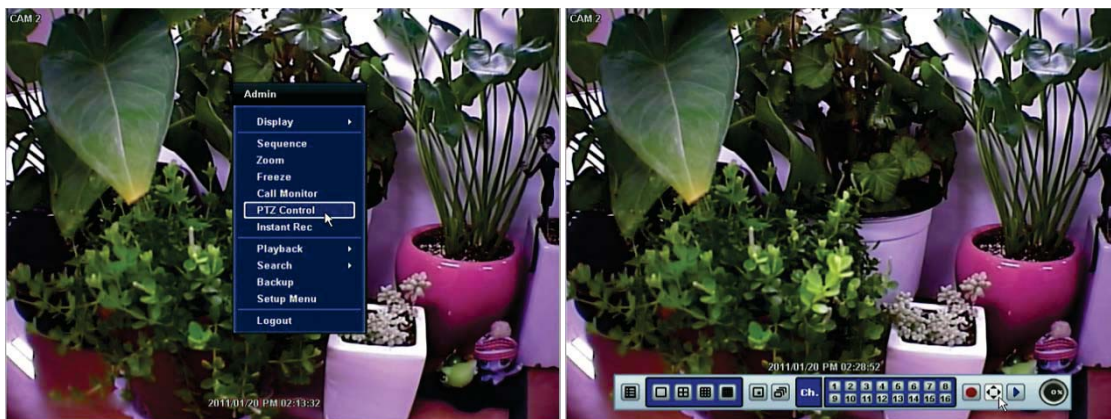 CAM 2
Admin
Display
Sequence
Zoom
Freeze
Call Monitor
PTZ Control
Instant Rec
Playback
Search
Backup
Setup Menu
Logout
2011/01/20 PM 02:13:32
CAM 2
2011/01/20 PM 02:28:52
Ch.
1 2 3 4 5 6 7 8
9 10 11 12 13 14 15 16
0%